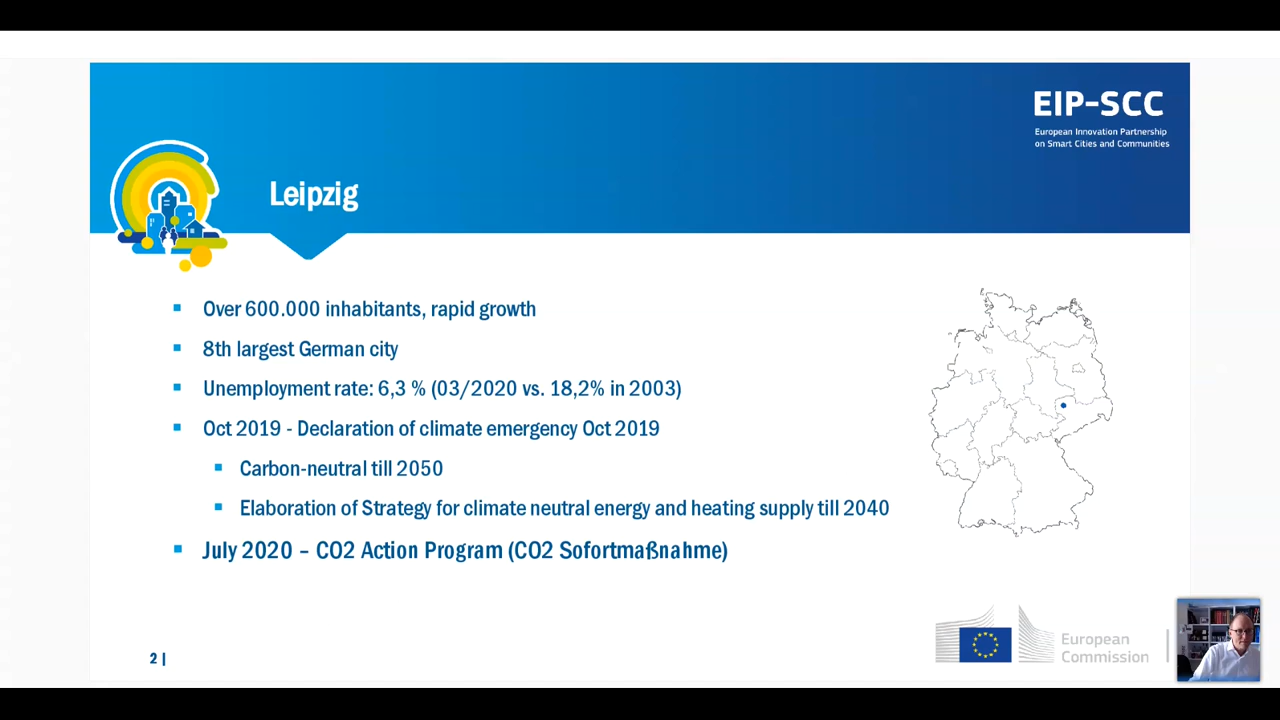 EIP-SCC
European Innovation Partnership
on Smart Cities and Communities
Leipzig
Over 600.000 inhabitants, rapid growth
8th largest German city
Unemployment rate: 6,3 % (03/2020 vs. 18,2% in 2003)
Oct 2019 - Declaration of climate emergency Oct 2019
Carbon-neutral till 2050
Elaboration of Strategy for climate neutral energy and heating supply till 2040
July 2020 – CO2 Action Program (CO2 Sofortmaßnahme)
2 |
European
Commission